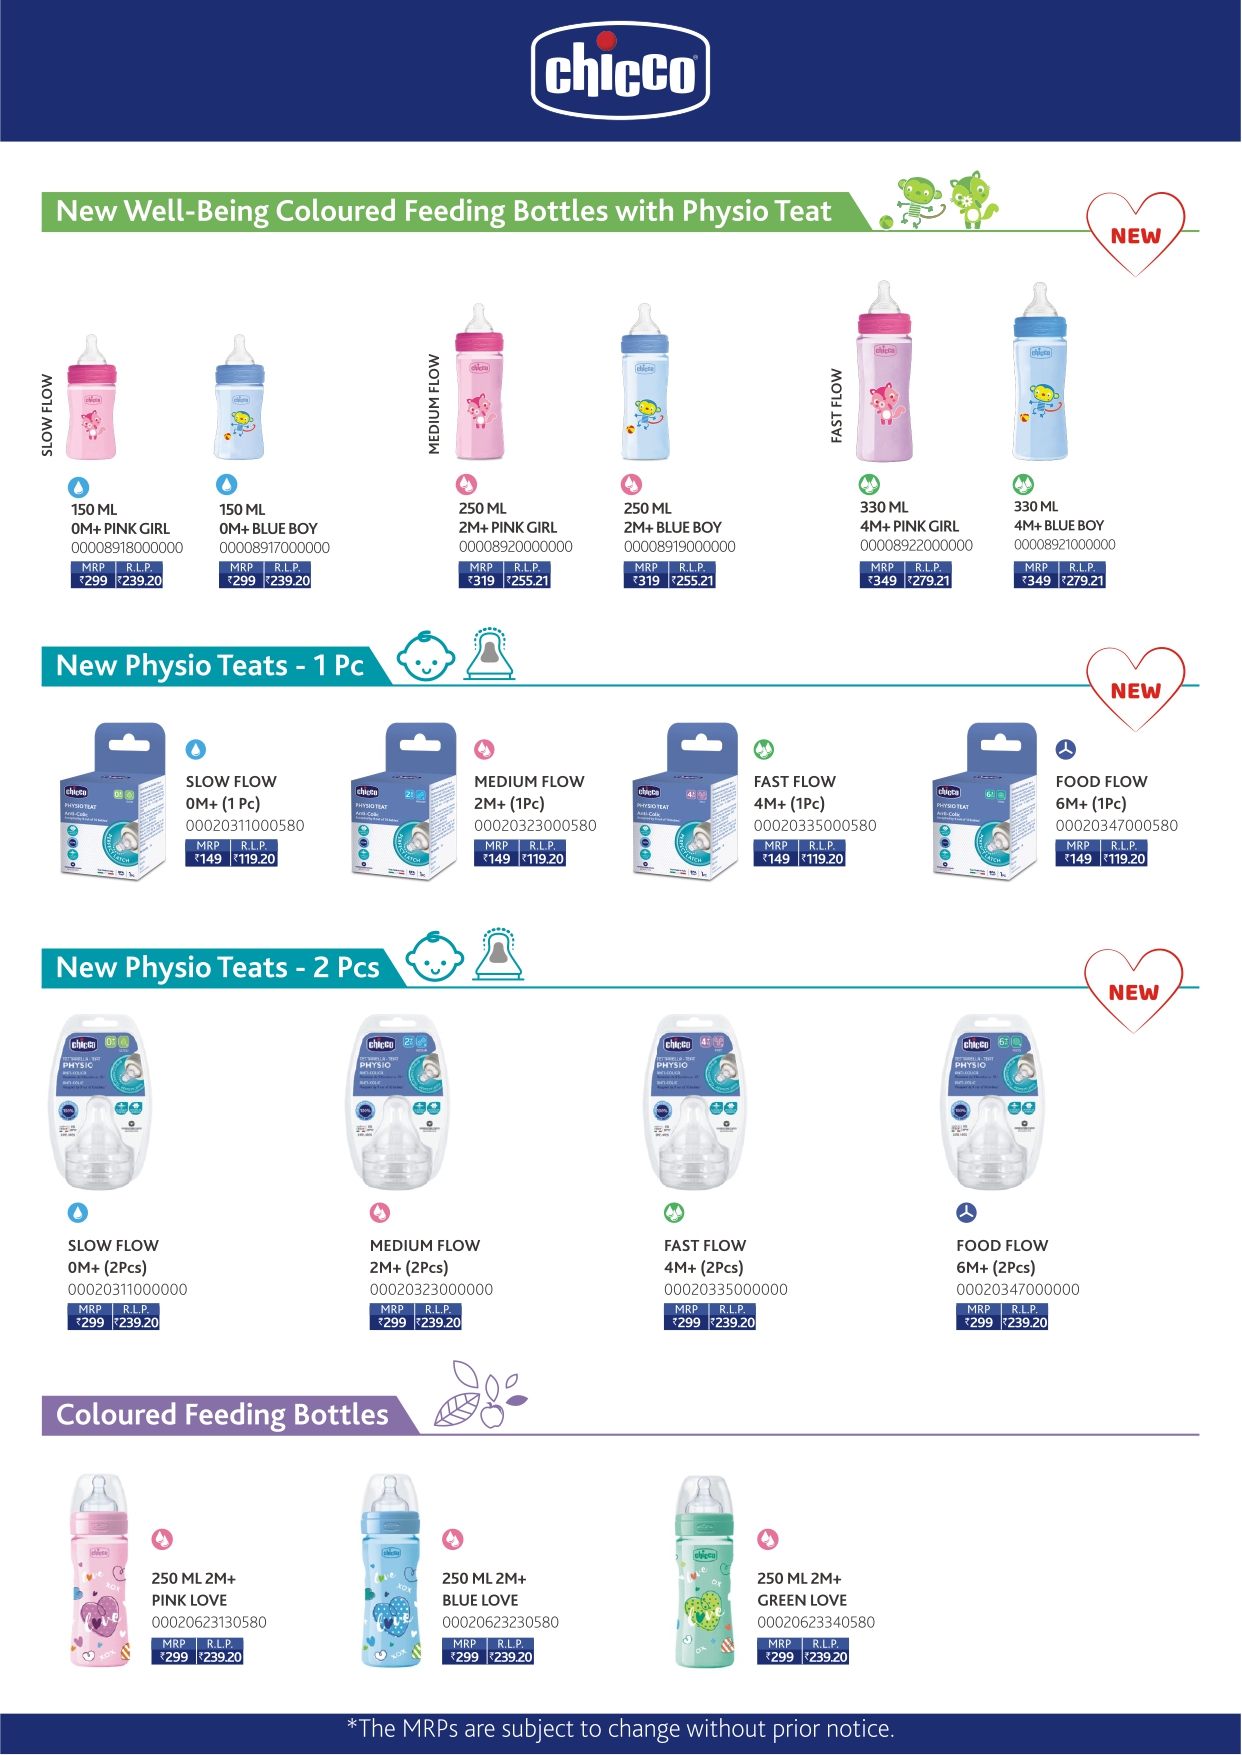 chicco
New Well-Being Coloured Feeding Bottles with Physio Teat
NEW
SLOW FLOW
MEDIUM FLOW
FAST FLOW
150 ML
0M+ PINK GIRL
00008918000000
MRP R.L.P.
₹299 ₹239.20
150 ML
0M+ BLUE BOY
00008917000000
MRP R.L.P.
₹299 ₹239.20
250 ML
2M+ PINK GIRL
00008920000000
MRP R.L.P.
₹319 ₹255.21
250 ML
2M+ BLUE BOY
00008919000000
MRP R.L.P.
₹319 ₹255.21
330 ML
4M+ PINK GIRL
00008922000000
MRP R.L.P.
₹349 ₹279.21
330 ML
4M+ BLUE BOY
00008921000000
MRP R.L.P.
₹349 ₹279.21
New Physio Teats - 1 Pc
NEW
SLOW FLOW
0M+ (1 Pc)
00020311000580
MRP R.L.P.
₹149 ₹119.20
MEDIUM FLOW
2M+ (1Pc)
00020323000580
MRP R.L.P.
₹149 ₹119.20
FAST FLOW
4M+ (1Pc)
00020335000580
MRP R.L.P.
₹149 ₹119.20
FOOD FLOW
6M+ (1Pc)
00020347000580
MRP R.L.P.
₹149 ₹119.20
New Physio Teats - 2 Pcs
NEW
SLOW FLOW
0M+ (2Pcs)
00020311000000
MRP R.L.P.
₹299 ₹239.20
MEDIUM FLOW
2M+ (2Pcs)
00020323000000
MRP R.L.P.
₹299 ₹239.20
FAST FLOW
4M+ (2Pcs)
00020335000000
MRP R.L.P.
₹299 ₹239.20
FOOD FLOW
6M+ (2Pcs)
00020347000000
MRP R.L.P.
₹299 ₹239.20
Coloured Feeding Bottles
250 ML 2M+
PINK LOVE
00020623130580
MRP R.L.P.
₹299 ₹239.20
250 ML 2M+
BLUE LOVE
00020623230580
MRP R.L.P.
₹299 ₹239.20
250 ML 2M+
GREEN LOVE
00020623340580
MRP R.L.P.
₹299 ₹239.20
*The MRPs are subject to change without prior notice.